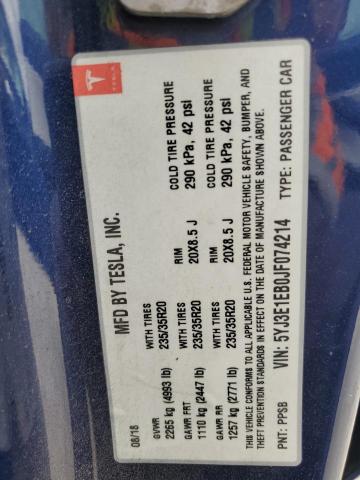 TESLA
MFD BY TESLA, INC.
08/18
GVWR WITH TIRES RIM COLD TIRE PRESSURE
2265 kg (4993 lb) 235/35R20
GAWR FRT WITH TIRES RIM COLD TIRE PRESSURE
1110 kg (2447 lb) 235/35R20 20X8.5 J 290 kPa, 42 psi
GAWR RR WITH TIRES RIM COLD TIRE PRESSURE
1257 kg (2771 lb) 235/35R20 20X8.5 J 290 kPa, 42 psi
THIS VEHICLE CONFORMS TO ALL APPLICABLE U.S. FEDERAL MOTOR VEHICLE SAFETY, BUMPER, AND
THEFT PREVENTION STANDARDS IN EFFECT ON THE DATE OF MANUFACTURE SHOWN ABOVE.
VIN: 5YJ3E1EB0JF074214 TYPE: PASSENGER CAR
PNT: PPSB